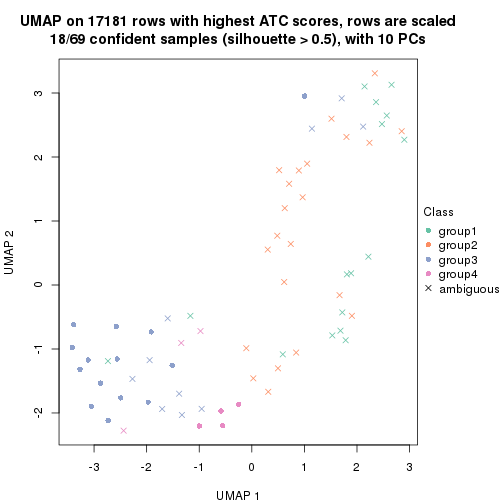 UMAP on 17181 rows with highest ATC scores, rows are scaled
18/69 confident samples (silhouette > 0.5), with 10 PCs
3
2
1
0
-1
-2
UMAP 2
-3
-2
-1
0
1
2
3
UMAP 1
Class
group1
group2
group3
group4
ambiguous